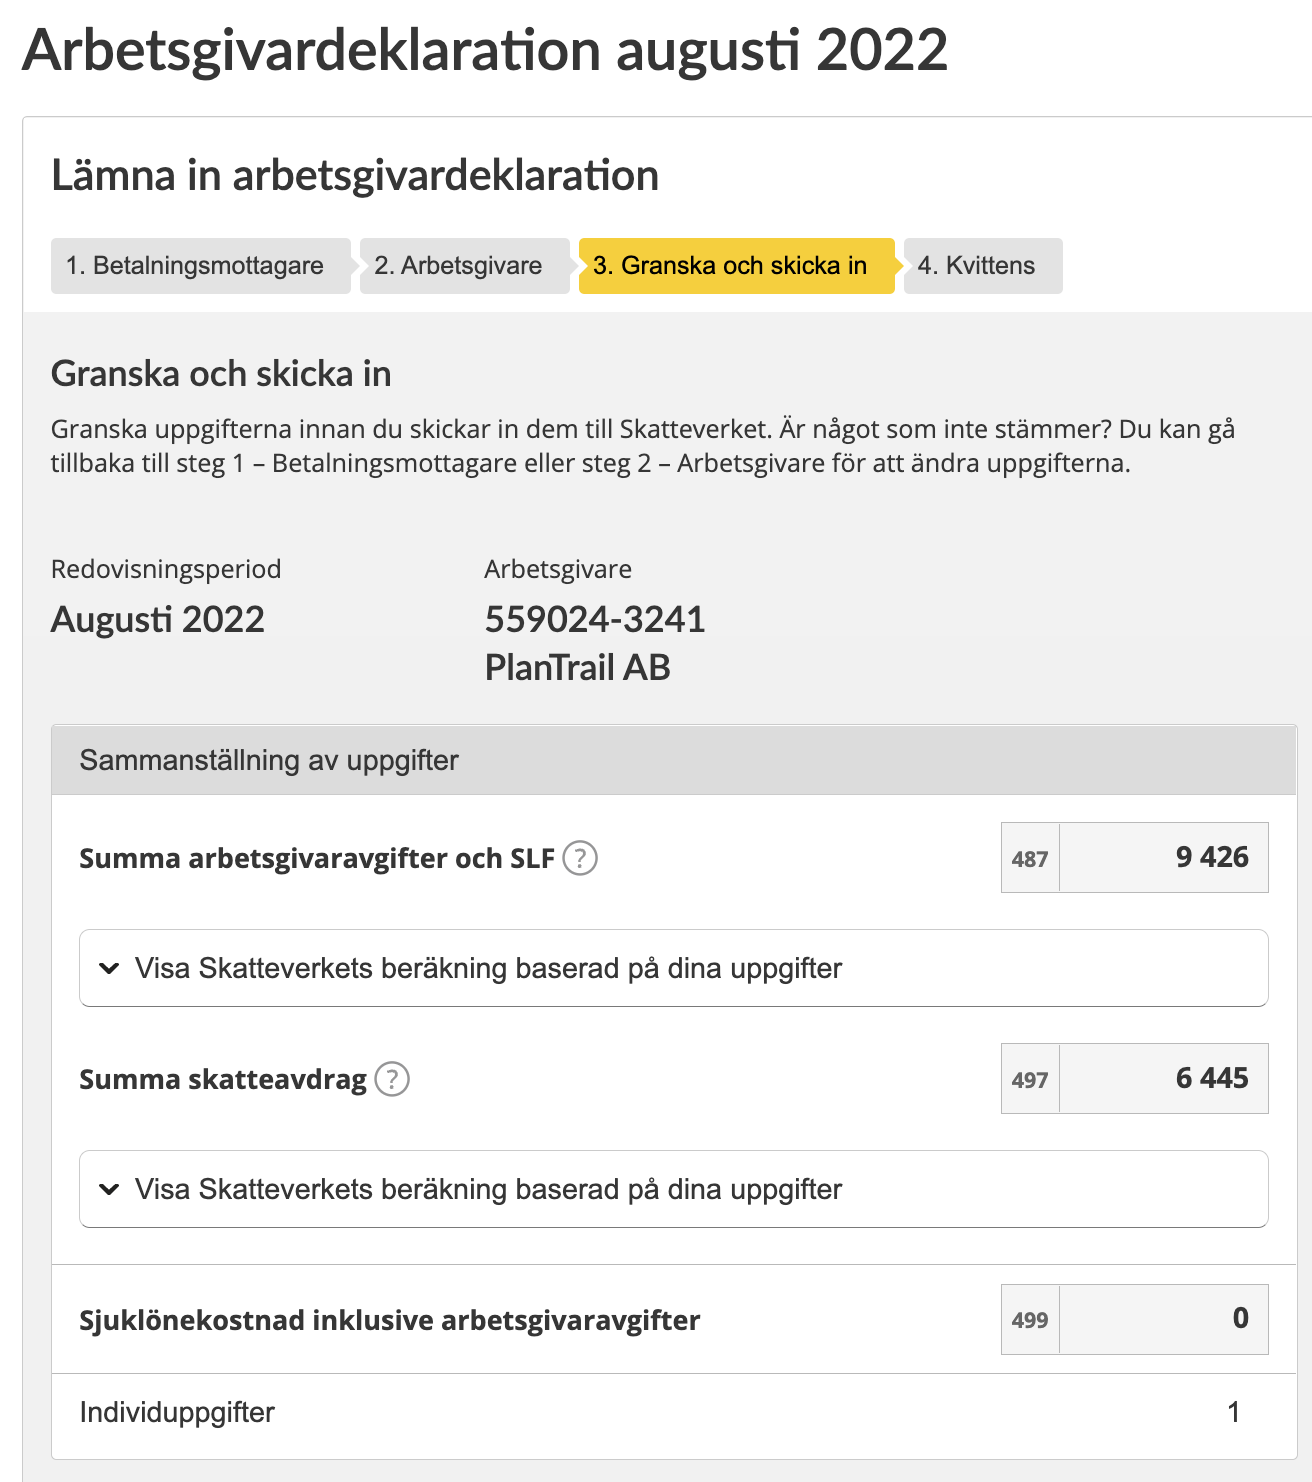 Arbetsgivardeklaration augusti 2022
Lämna in arbetsgivardeklaration
1. Betalningsmottagare
2. Arbetsgivare
3. Granska och skicka in
4. Kvittens
Granska och skicka in
Granska uppgifterna innan du skickar in dem till Skatteverket. Är något som inte stämmer? Du kan gå
tillbaka till steg 1 – Betalningsmottagare eller steg 2 – Arbetsgivare för att ändra uppgifterna.
Redovisningsperiod
Augusti 2022
Arbetsgivare
559024-3241
PlanTrail AB
Sammanställning av uppgifter
Summa arbetsgivaravgifter och SLF ? 487 9 426
Visa Skatteverkets beräkning baserad på dina uppgifter
Summa skatteavdrag ? 497 6 445
Visa Skatteverkets beräkning baserad på dina uppgifter
Sjuklönekostnad inklusive arbetsgivaravgifter 499 0
Individuppgifter 1